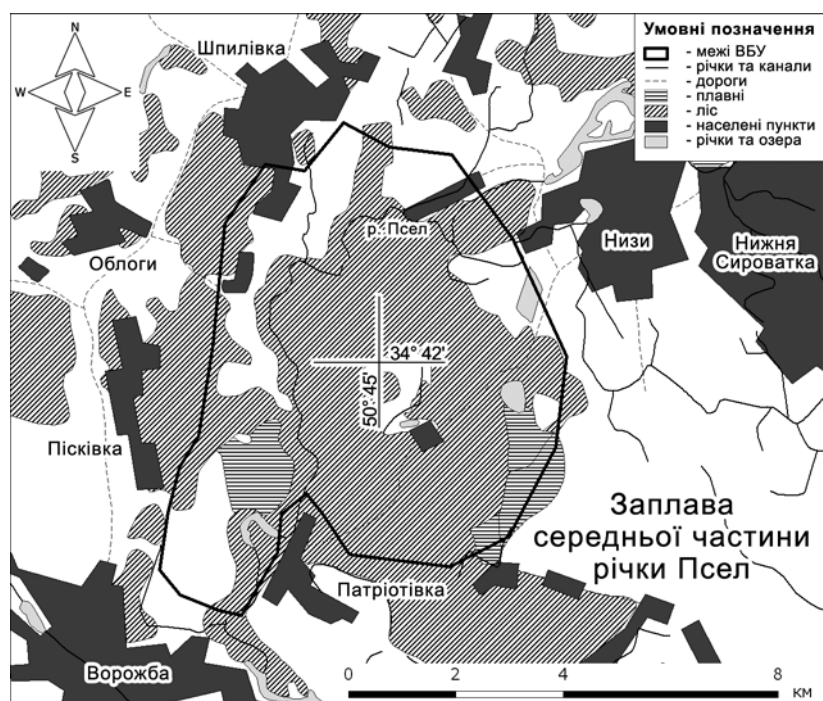 N
W
E
S
Шпилівка
Умовні позначення
- межі ВБУ
- річки та канали
- дороги
- плавні
- ліс
- населені пункти
- річки та озера
Облоги
р. Псел
Низи
Нижня
Сироватка
34° 42'
50° 45'
Пісківка
Заплава
середньої частини
річки Псел
Патріотівка
Ворожба
0 2 4 8
км